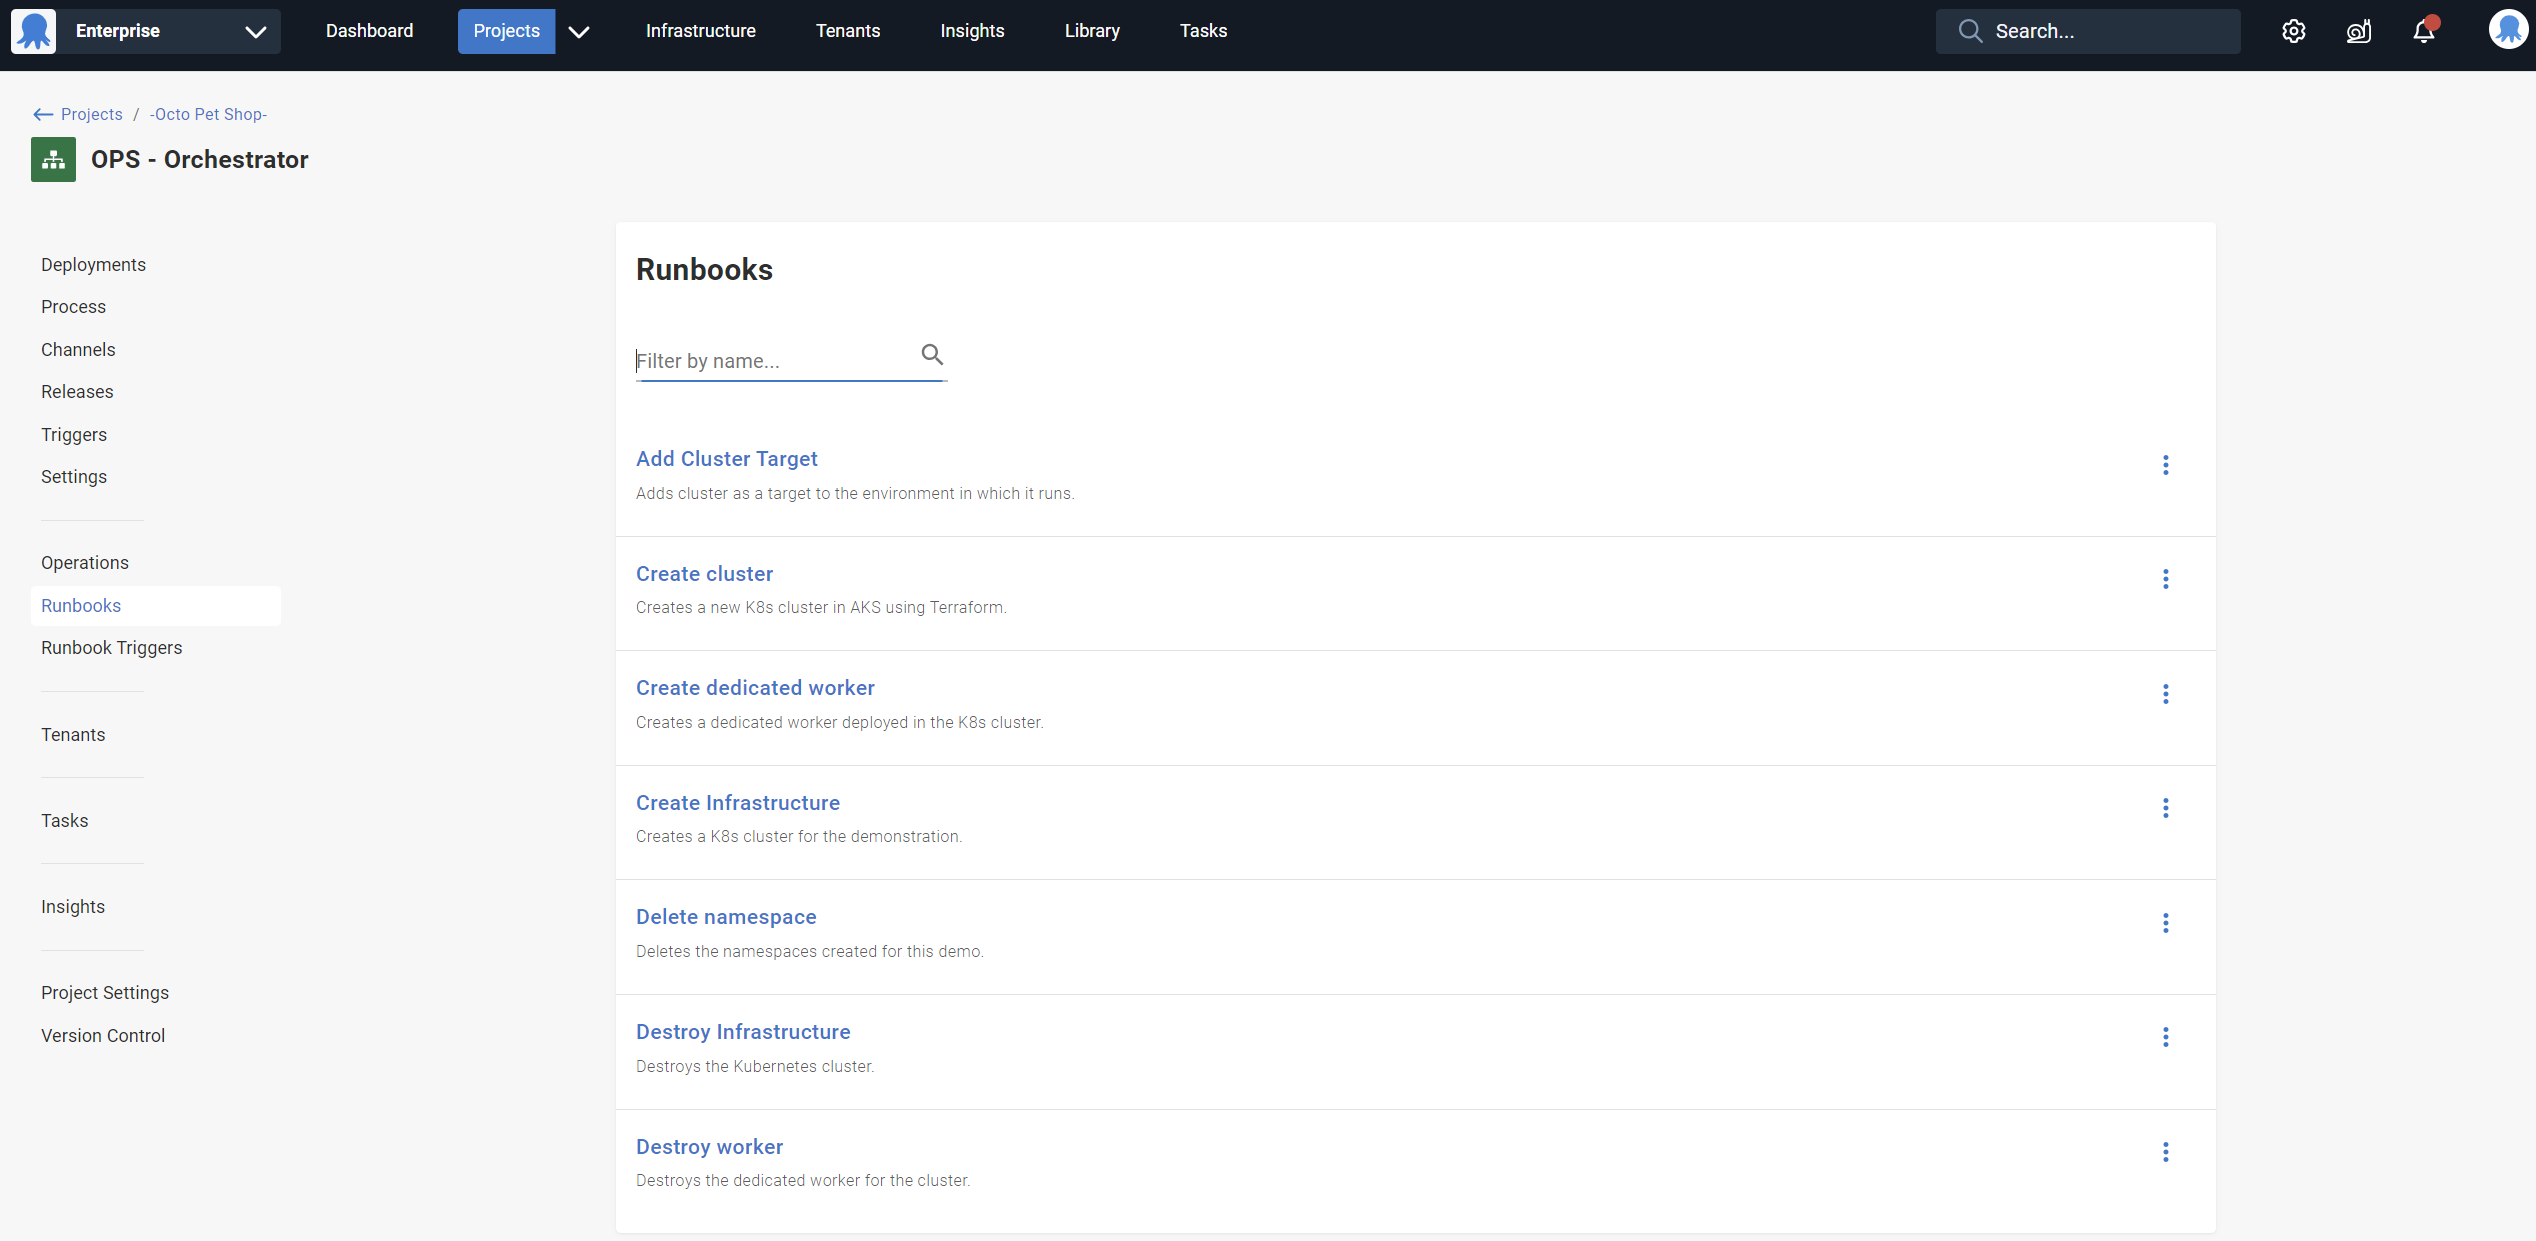 Enterprise
Dashboard
Projects
Infrastructure
Tenants
Insights
Library
Tasks
Search...
Projects / -Octo Pet Shop-
OPS - Orchestrator
Deployments
Process
Channels
Releases
Triggers
Settings
Operations
Runbooks
Runbook Triggers
Tenants
Tasks
Insights
Project Settings
Version Control
Runbooks
Filter by name...
Add Cluster Target
Adds cluster as a target to the environment in which it runs.
Create cluster
Creates a new K8s cluster in AKS using Terraform.
Create dedicated worker
Creates a dedicated worker deployed in the K8s cluster.
Create Infrastructure
Creates a K8s cluster for the demonstration.
Delete namespace
Deletes the namespaces created for this demo.
Destroy Infrastructure
Destroys the Kubernetes cluster.
Destroy worker
Destroys the dedicated worker for the cluster.